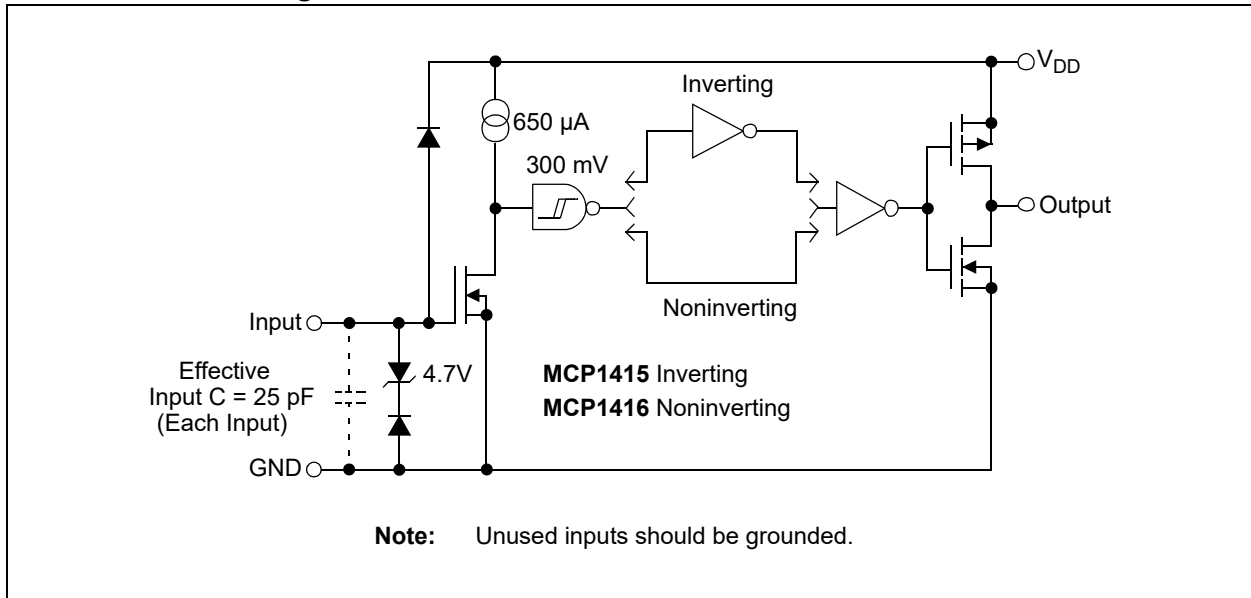 V_DD
Inverting
650 µA
300 mV
Output
Noninverting
Input
Effective
Input C = 25 pF
(Each Input)
4.7V
MCP1415 Inverting
MCP1416 Noninverting
GND
Note: Unused inputs should be grounded.